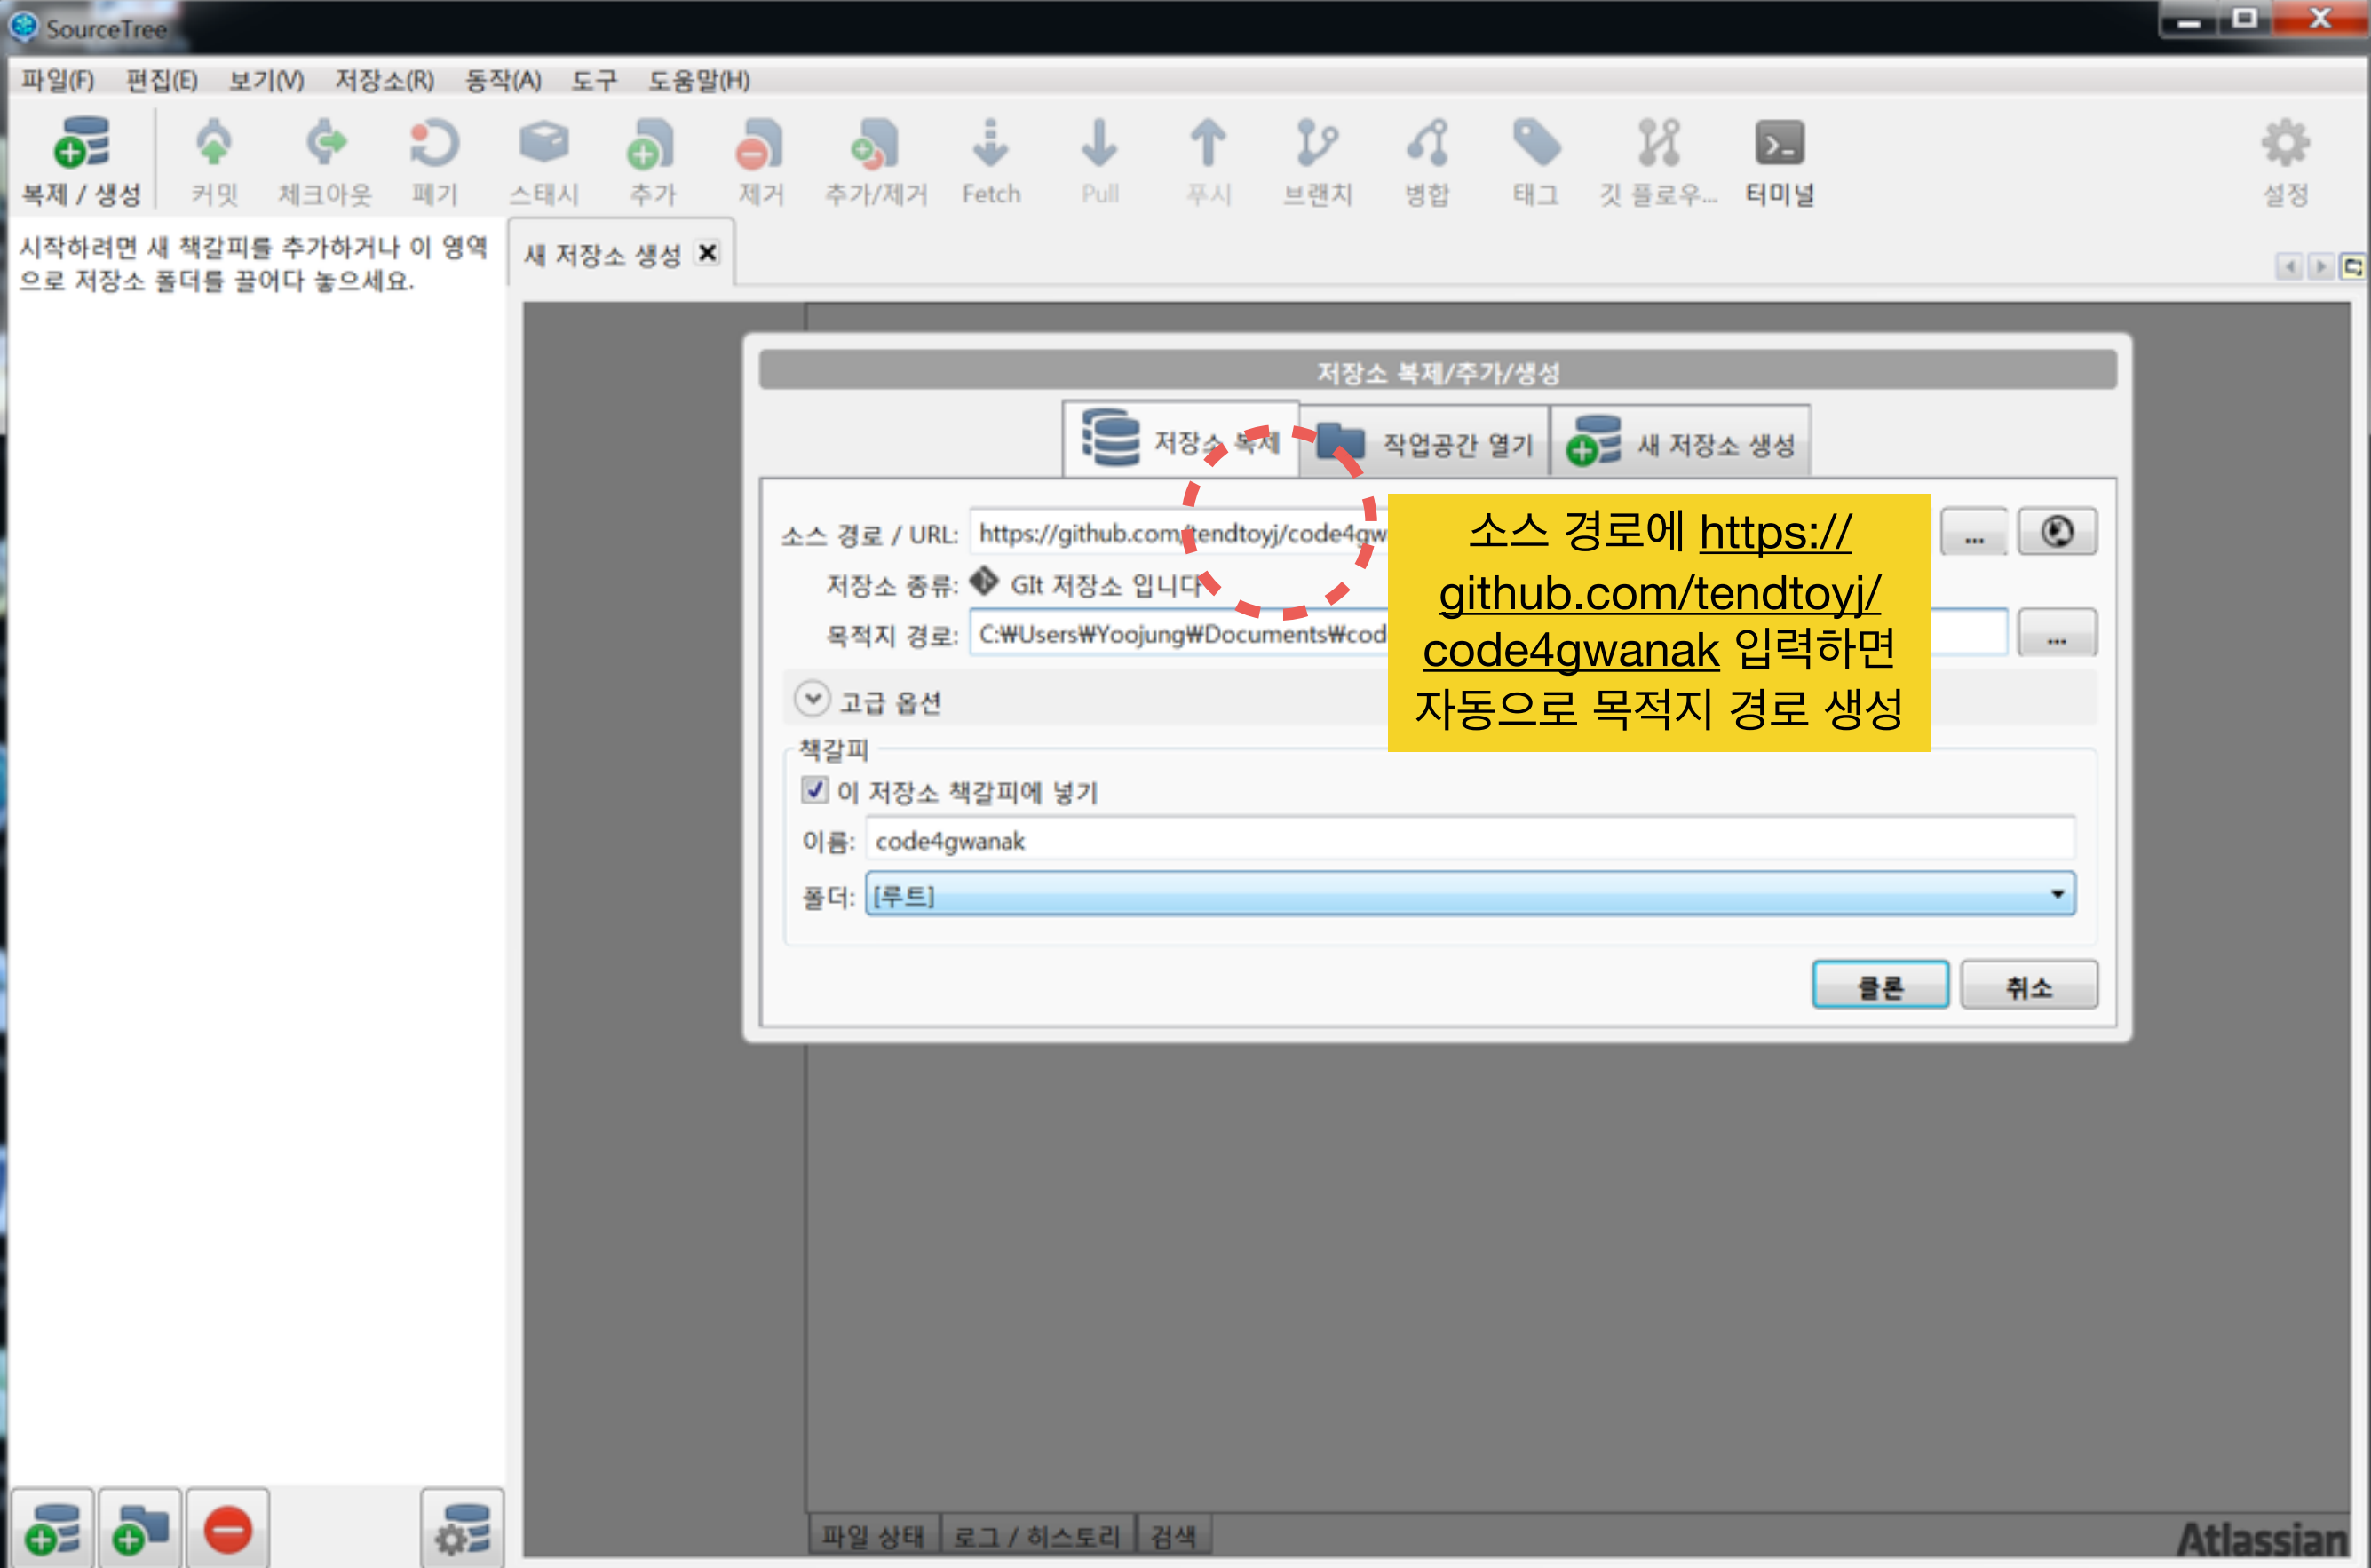 SourceTree
파일(F) 편집(E) 보기(V) 저장소(R) 동작(A) 도구 도움말(H)
복제 / 생성 커밋 체크아웃 폐기 스태시 추가 제거 추가/제거 Fetch Pull 푸시 브랜치 병합 태그 깃 플로우... 터미널 설정
시작하려면 새 책갈피를 추가하거나 이 영역
으로 저장소 폴더를 끌어다 놓으세요.
새 저장소 생성
저장소 복제/추가/생성
저장소 복제 작업공간 열기 새 저장소 생성
소스 경로 / URL: https://github.com/tendtoyj/code4gw
...
저장소 종류: GIt 저장소 입니다
목적지 경로: C:₩Users₩Yoojung₩Documents₩cod
...
소스 경로에 https://
github.com/tendtoyj/
code4gwanak 입력하면
자동으로 목적지 경로 생성
고급 옵션
책갈피
이 저장소 책갈피에 넣기
이름: code4gwanak
폴더: [루트]
클론 취소
파일 상태 로그 / 히스토리 검색
Atlassian